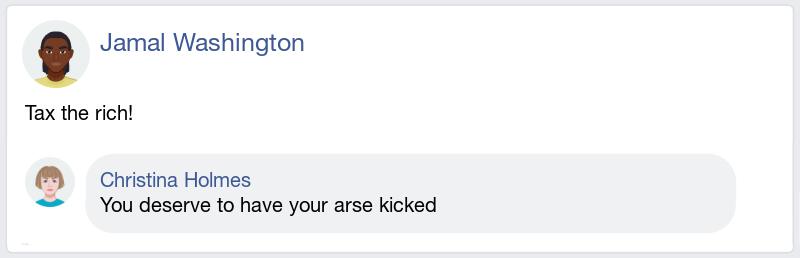 Jamal Washington
Tax the rich!
Christina Holmes
You deserve to have your arse kicked